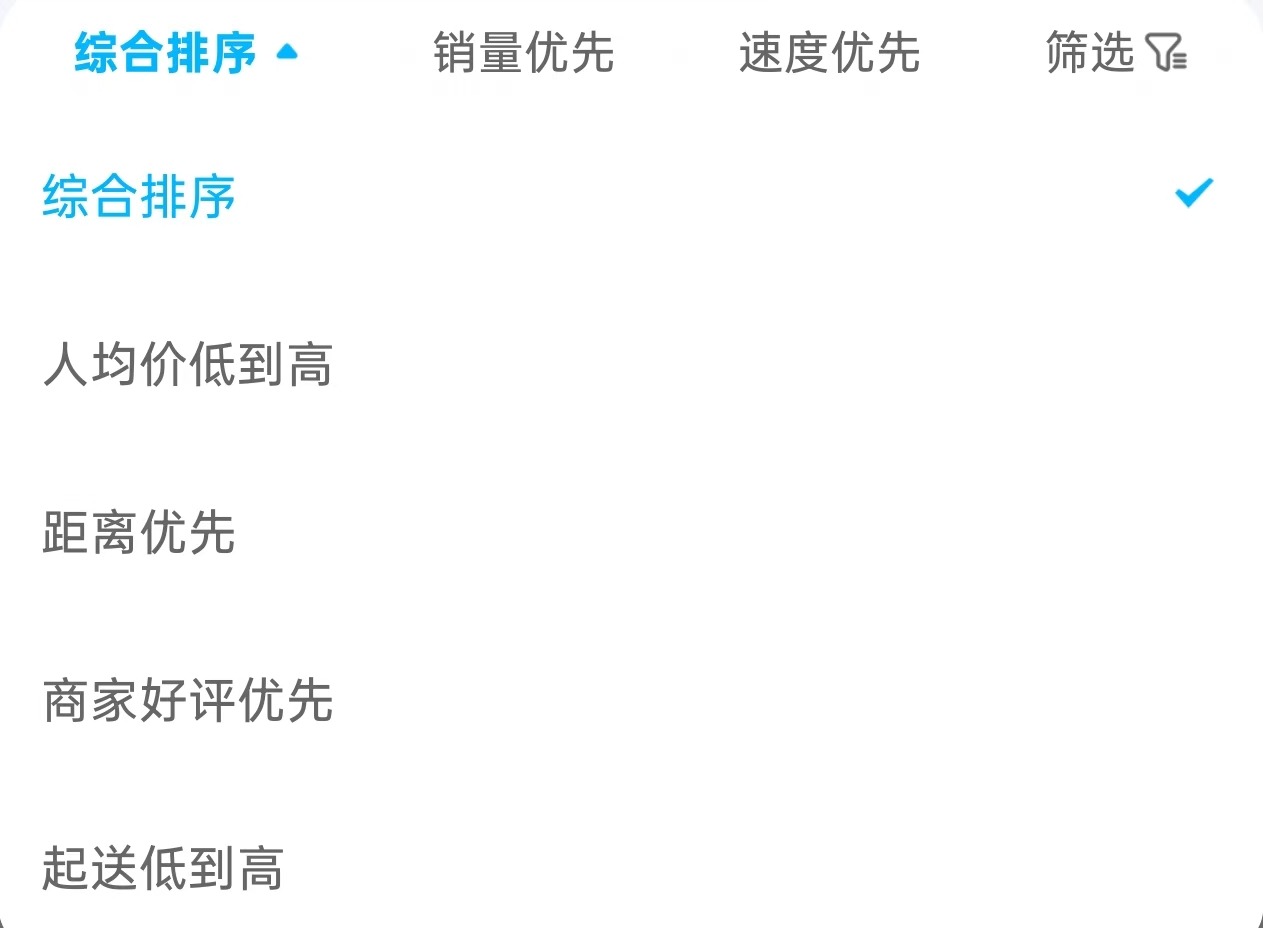 综合排序 销量优先 速度优先 筛选
综合排序
人均价低到高
距离优先
商家好评优先
起送低到高